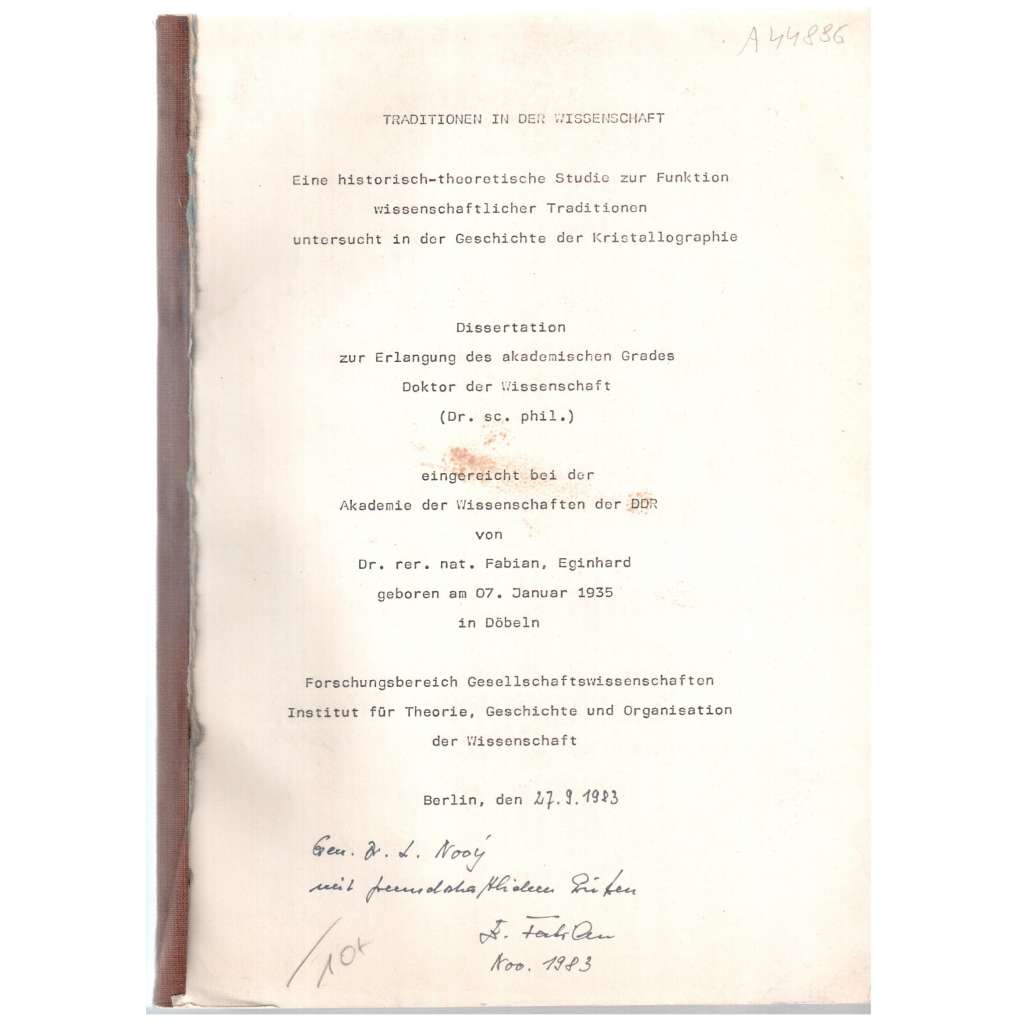 A 44886
TRADITIONEN IN DER WISSENSCHAFT
Eine historisch-theoretische Studie zur Funktion
wissenschaftlicher Traditionen
untersucht in der Geschichte der Kristallographie
Dissertation
zur Erlangung des akademischen Grades
Doktor der Wissenschaft
(Dr. sc. phil.)
eingereicht bei der
Akademie der Wissenschaften der DDR
von
Dr. rer. nat. Fabian, Eginhard
geboren am 07. Januar 1935
in Döbeln
Forschungsbereich Gesellschaftswissenschaften
Institut für Theorie, Geschichte und Organisation
der Wissenschaft
Berlin, den 27.9.1983
Gen. Dr. L.
mit freundschaftlichen Grüßen
E. Fabian
Nov. 1983